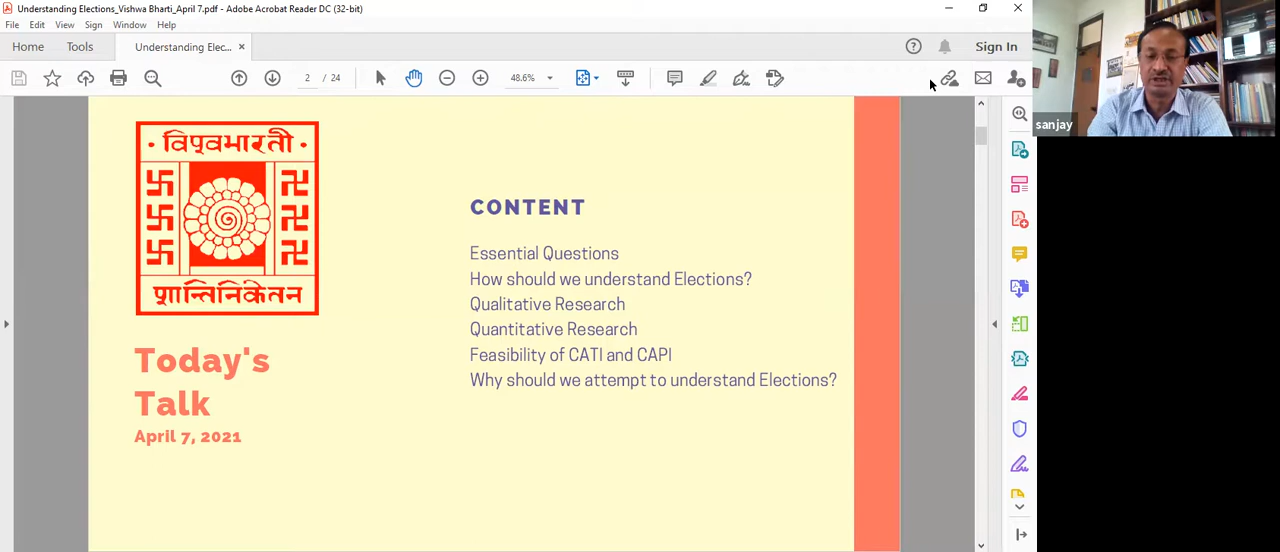 Understanding Elections_Vishwa Bharti_April 7.pdf - Adobe Acrobat Reader DC (32-bit)
File Edit View Sign Window Help
Home Tools Understanding Elec... ×
Sign In
2 / 24
48.6%
विश्वभारती
शान्तिनिकेतन
Today's
Talk
April 7, 2021
CONTENT
Essential Questions
How should we understand Elections?
Qualitative Research
Quantitative Research
Feasibility of CATI and CAPI
Why should we attempt to understand Elections?
sanjay